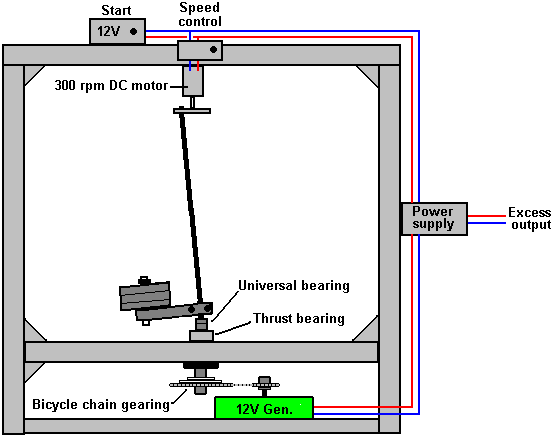 Start
12V
Speed
control
300 rpm DC motor
Power
supply
Excess
output
Universal bearing
Thrust bearing
Bicycle chain gearing
12V Gen.